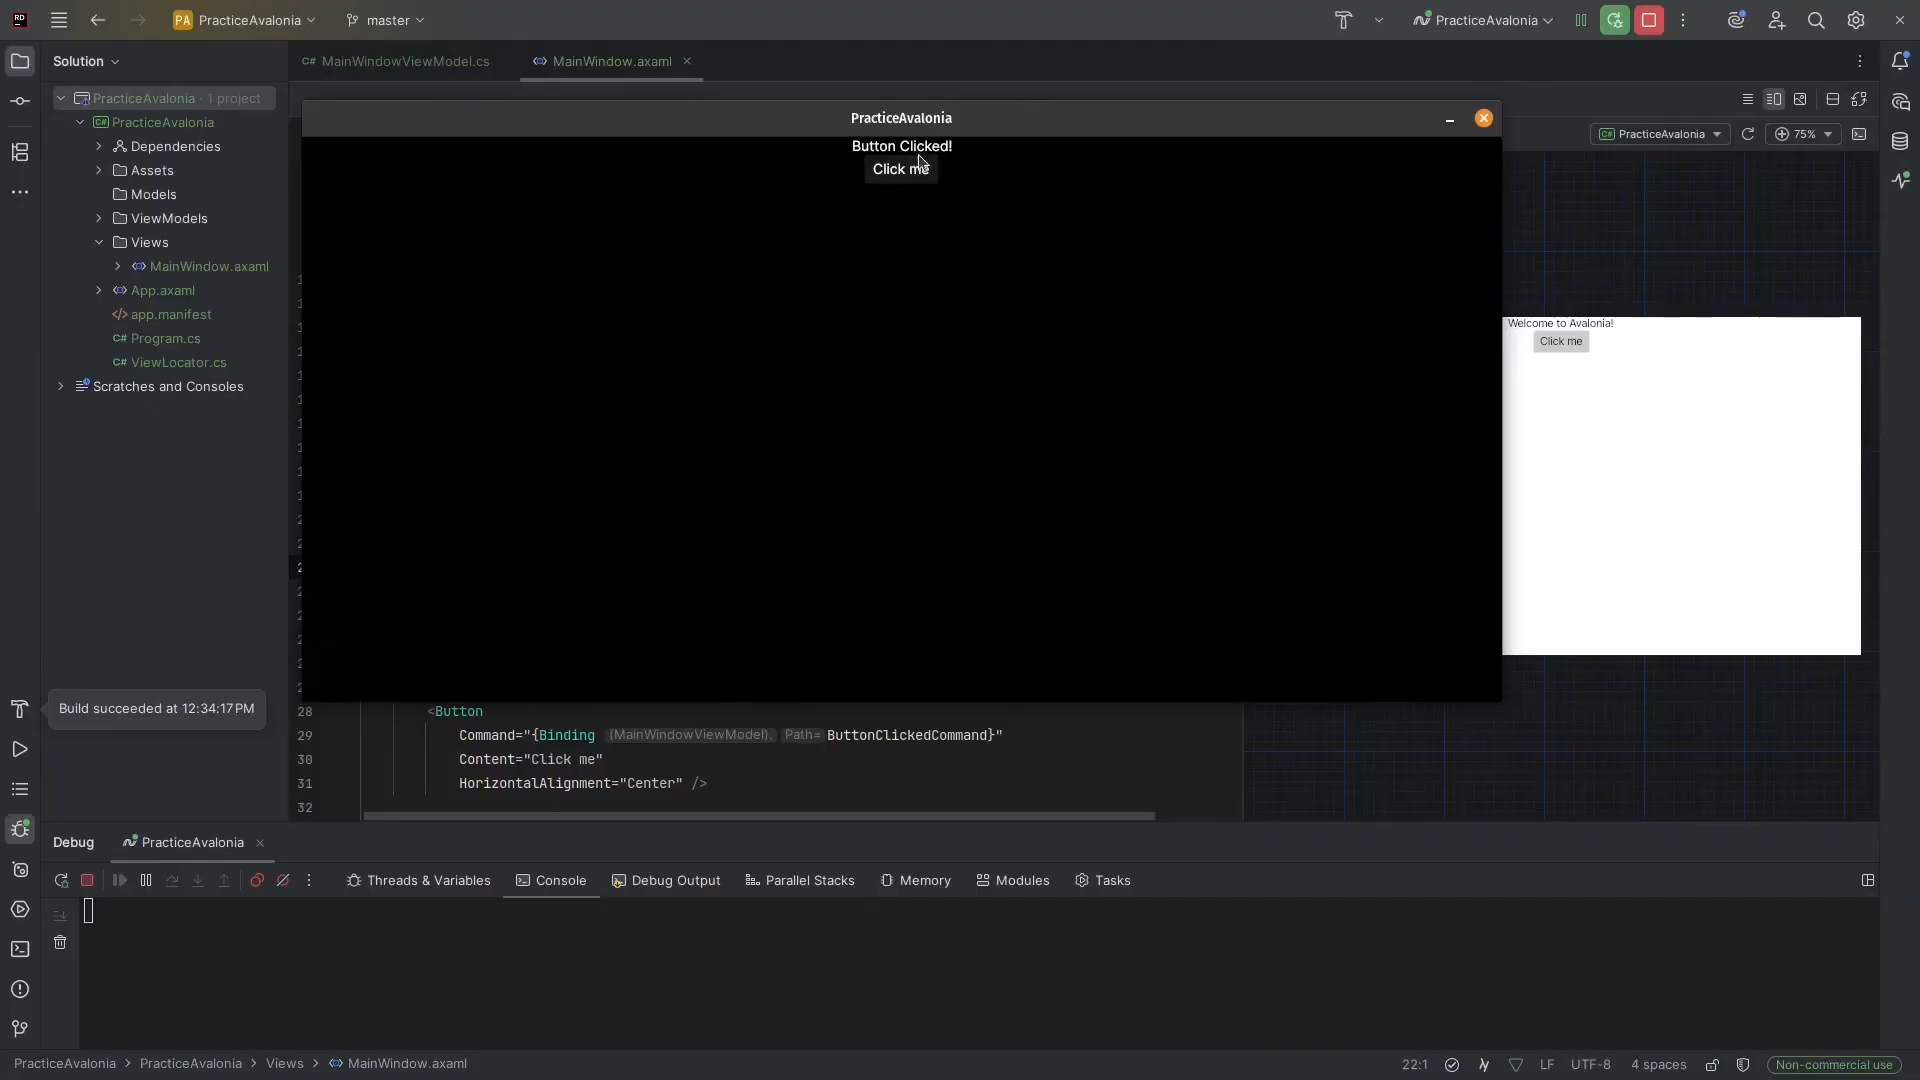 PA PracticeAvalonia master PracticeAvalonia
Solution
C# MainWindowViewModel.cs MainWindow.axaml
PracticeAvalonia · 1 project
PracticeAvalonia
Dependencies
Assets
Models
ViewModels
Views
MainWindow.axaml
App.axaml
app.manifest
C# Program.cs
C# ViewLocator.cs
Scratches and Consoles
PracticeAvalonia
Button Clicked!
Click me
C# PracticeAvalonia 75%
Welcome to Avalonia!
Click me
Build succeeded at 12:34:17 PM
28 <Button
29 Command="{Binding (MainWindowViewModel). Path= ButtonClickedCommand}"
30 Content="Click me"
31 HorizontalAlignment="Center" />
32
Debug PracticeAvalonia
Threads & Variables Console Debug Output Parallel Stacks Memory Modules Tasks
PracticeAvalonia > PracticeAvalonia > Views > MainWindow.axaml
22:1 LF UTF-8 4 spaces Non-commercial use